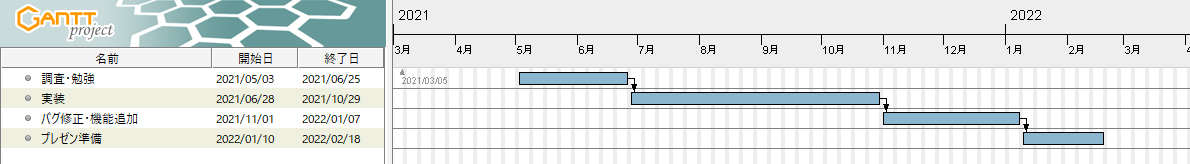 GANTT
project
2021 2022
3月 4月 5月 6月 7月 8月 9月 10月 11月 12月 1月 2月 3月
名前 開始日 終了日
2021/03/05
調査・勉強 2021/05/03 2021/06/25
実装 2021/06/28 2021/10/29
バグ修正・機能追加 2021/11/01 2022/01/07
プレゼン準備 2022/01/10 2022/02/18